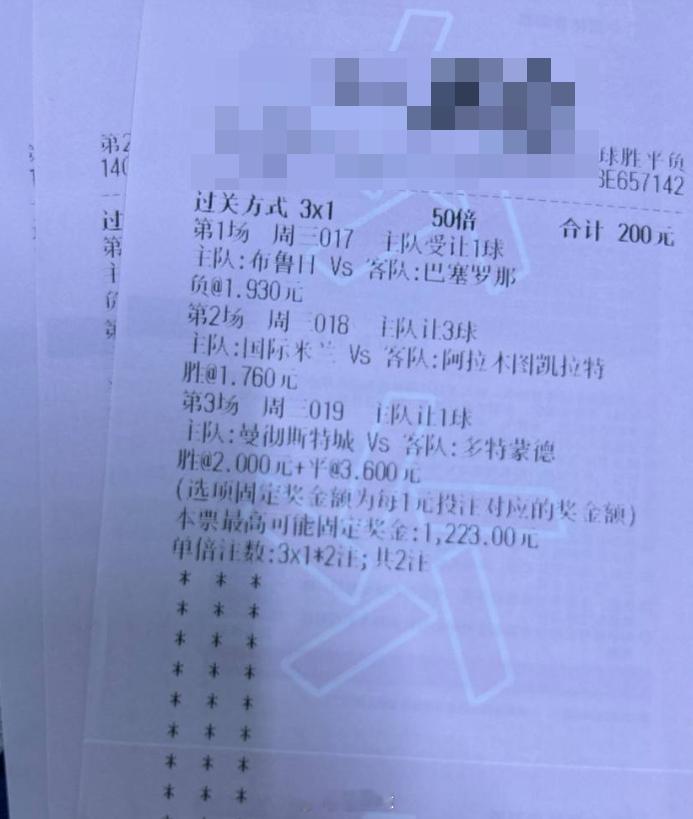 球胜平负
3E657142
第2
140
过关方式 3x1 50倍 合计 200元
第1场 周三017 主队受让1球
主队:布鲁日 Vs 客队:巴塞罗那
负@1.930元
第2场 周三018 主队让3球
主队:国际米兰 Vs 客队:阿拉木图凯拉特
胜@1.760元
第3场 周三019 主队让1球
主队:曼彻斯特城 Vs 客队:多特蒙德
胜@2.000元+平@3.600元
(选项固定奖金额为每1元投注对应的奖金额)
本票最高可能固定奖金:1,223.00元
单倍注数:3x1*2注; 共2注
* * *
* * *
* * *
* * *
* * *
* * *
* * *
* * *
过
第
主
负
第